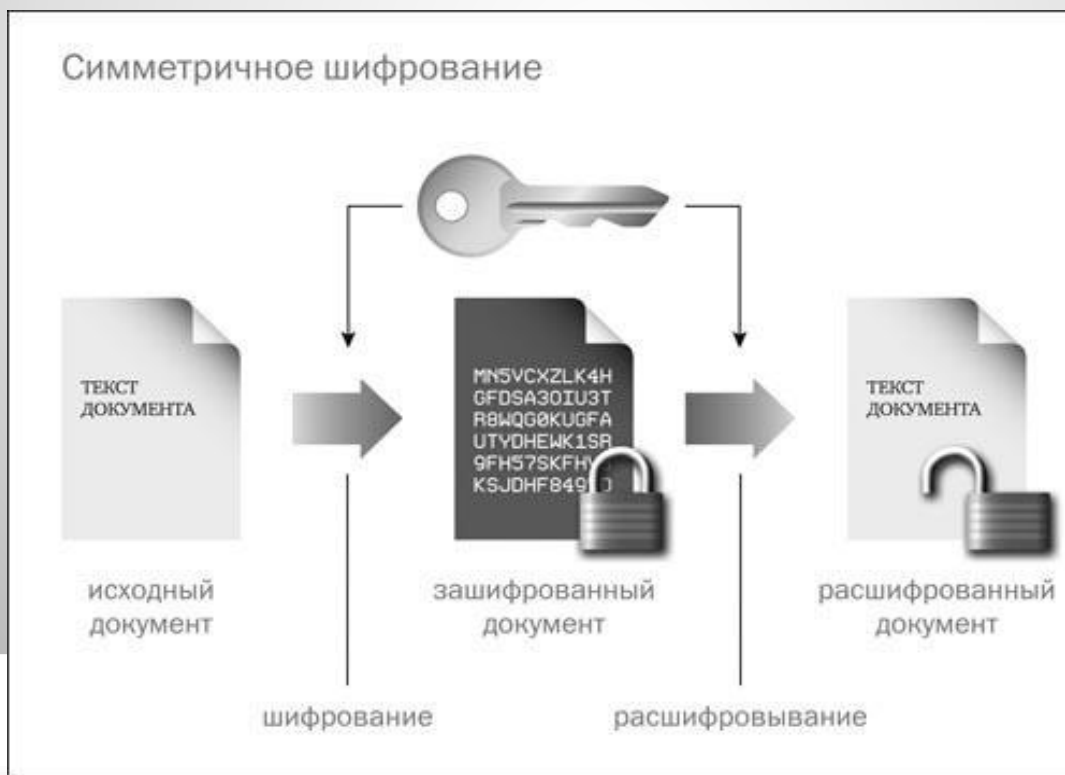 Симметричное шифрование
ТЕКСТ
ДОКУМЕНТА
MN5VCXZLK4H
GFDSA3OIU3T
R8WQG0KUGFA
UTYDHEWK1SR
9FH57SKFH
KSJDHF849
ТЕКСТ
ДОКУМЕНТА
исходный
документ
зашифрованный
документ
расшифрованный
документ
шифрование
расшифровывание